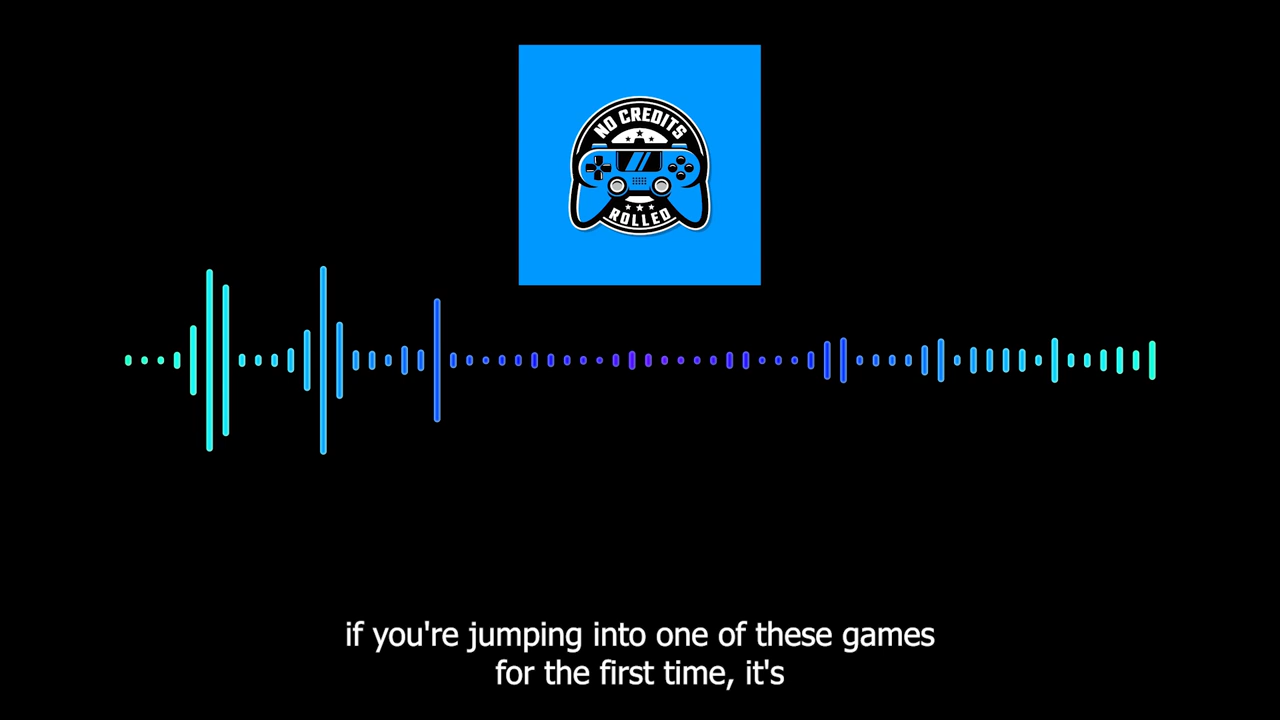 NO CREDITS
ROLLED
if you're jumping into one of these games
for the first time, it's